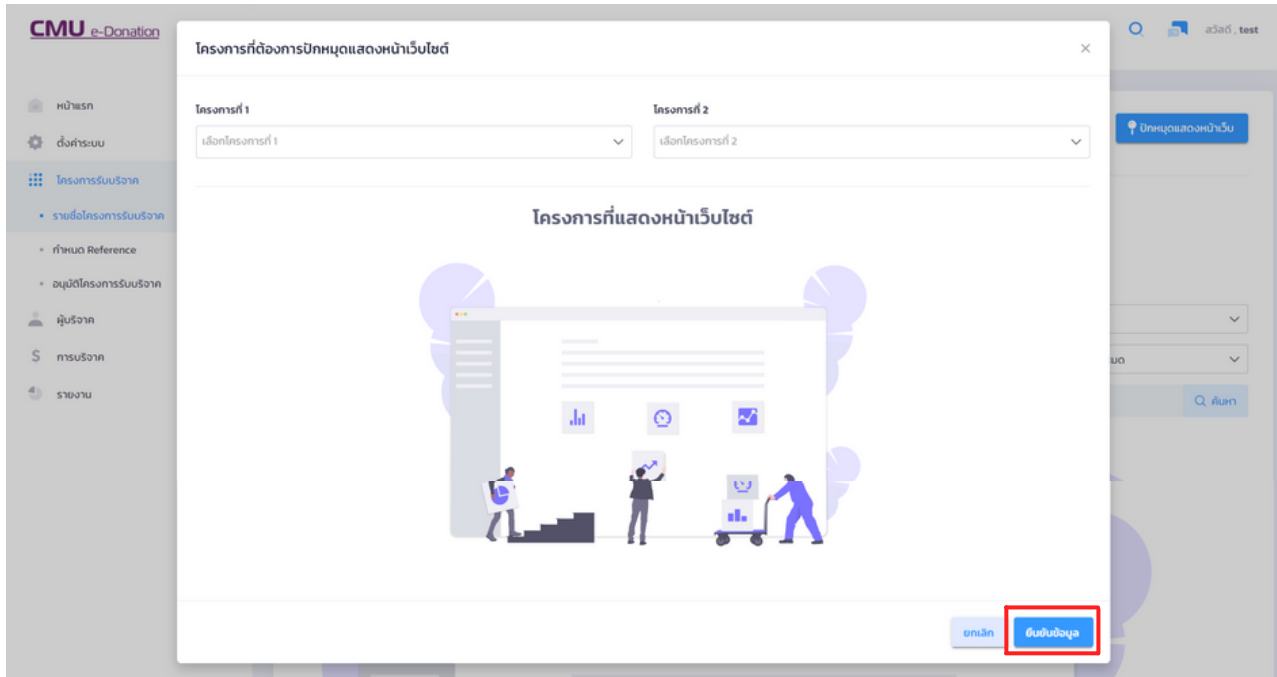 CMU e-Donation
สวัสดี , test
โครงการที่ต้องการปักหมุดแสดงหน้าเว็บไซต์
หน้าแรก
ตั้งค่าระบบ
โครงการรับบริจาค
รายชื่อโครงการรับบริจาค
กำหนด Reference
อนุมัติโครงการรับบริจาค
ผู้บริจาค
$ การบริจาค
รายงาน
โครงการที่ 1
โครงการที่ 2
เลือกโครงการที่ 1
เลือกโครงการที่ 2
โครงการที่แสดงหน้าเว็บไซต์
ปักหมุดแสดงหน้าเว็บ
ค้นหา
ยกเลิก
ยืนยันข้อมูล